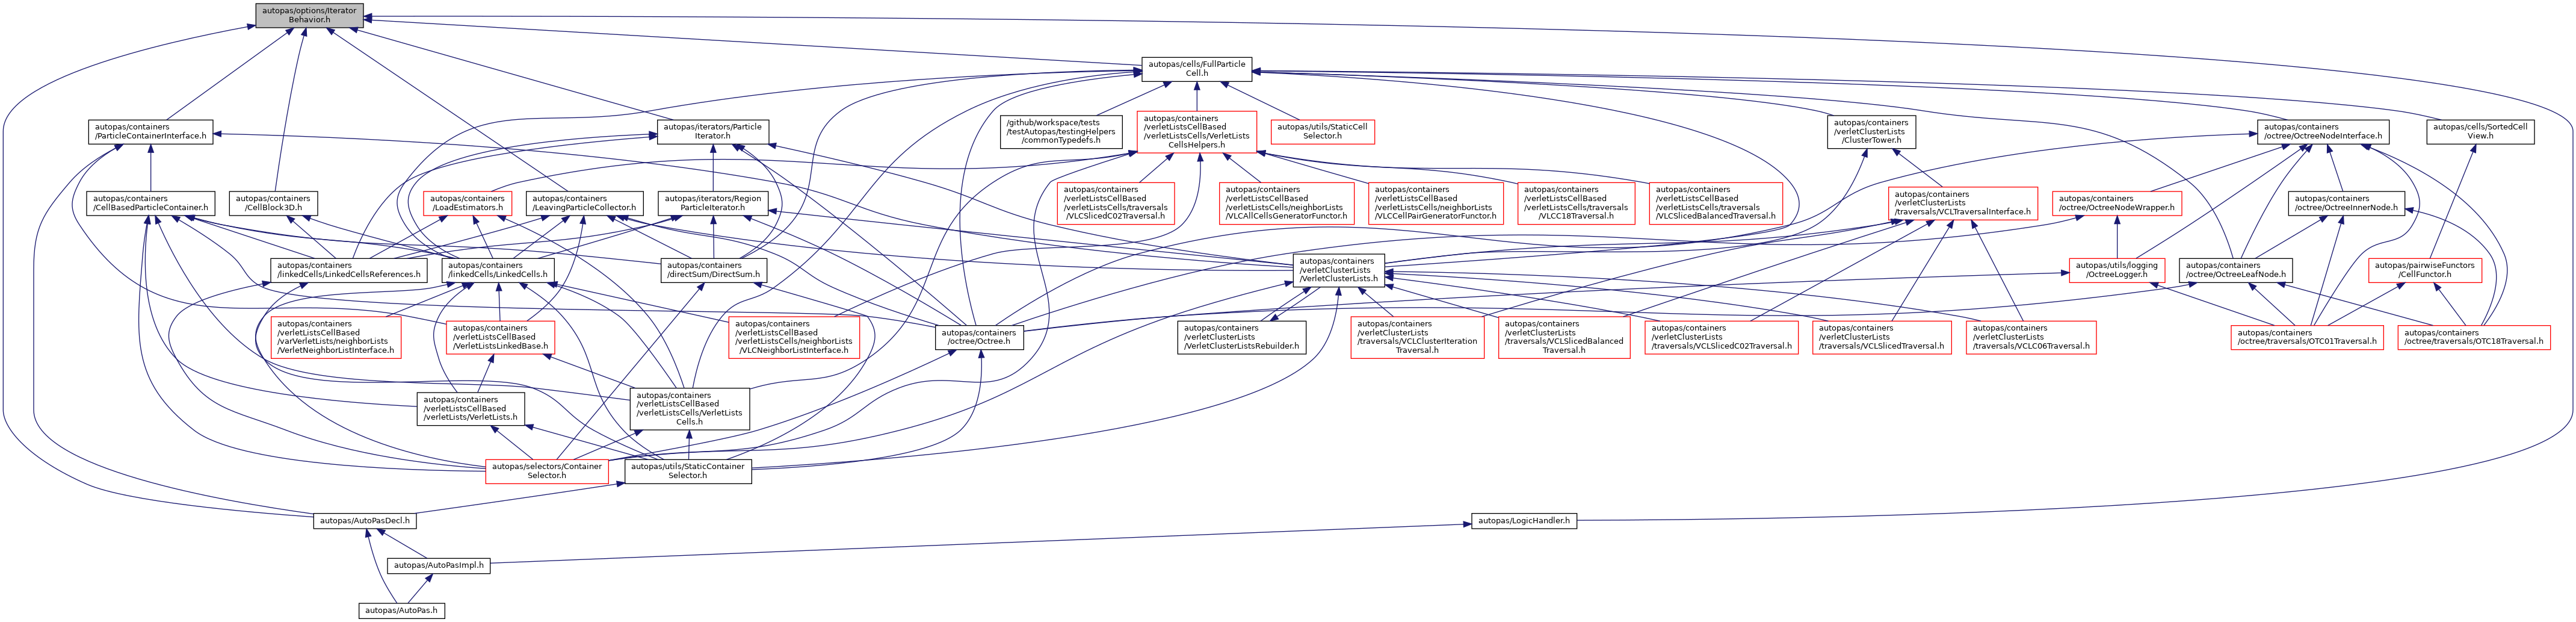 autopas/options/Iterator
Behavior.h
autopas/cells/FullParticle
Cell.h
autopas/containers
/ParticleContainerInterface.h
autopas/iterators/Particle
Iterator.h
/github/workspace/tests
/testAutopas/testingHelpers
/commonTypedefs.h
autopas/containers
/verletListsCellBased
/verletListsCells/VerletLists
CellsHelpers.h
autopas/utils/StaticCell
Selector.h
autopas/containers
/verletClusterLists
/ClusterTower.h
autopas/containers
/octree/OctreeNodeInterface.h
autopas/cells/SortedCell
View.h
autopas/containers
/CellBasedParticleContainer.h
autopas/containers
/CellBlock3D.h
autopas/containers
/LoadEstimators.h
autopas/containers
/LeavingParticleCollector.h
autopas/iterators/Region
ParticleIterator.h
autopas/containers
/verletListsCellBased
/verletListsCells/traversals
/VLCSlicedC02Traversal.h
autopas/containers
/verletListsCellBased
/verletListsCells/neighborLists
/VLCAllCellsGeneratorFunctor.h
autopas/containers
/verletListsCellBased
/verletListsCells/neighborLists
/VLCCellPairGeneratorFunctor.h
autopas/containers
/verletListsCellBased
/verletListsCells/traversals
/VLCC18Traversal.h
autopas/containers
/verletListsCellBased
/verletListsCells/traversals
/VLCSlicedBalancedTraversal.h
autopas/containers
/verletClusterLists
/traversals/VCLTraversalInterface.h
autopas/containers
/octree/OctreeNodeWrapper.h
autopas/containers
/octree/OctreeInnerNode.h
autopas/containers
/linkedCells/LinkedCellsReferences.h
autopas/containers
/linkedCells/LinkedCells.h
autopas/containers
/directSum/DirectSum.h
autopas/containers
/verletClusterLists
/VerletClusterLists.h
autopas/utils/logging
/OctreeLogger.h
autopas/containers
/octree/OctreeLeafNode.h
autopas/pairwiseFunctors
/CellFunctor.h
autopas/containers
/verletListsCellBased
/varVerletLists/neighborLists
/VerletNeighborListInterface.h
autopas/containers
/verletListsCellBased
/VerletListsLinkedBase.h
autopas/containers
/verletListsCellBased
/verletListsCells/neighborLists
/VLCNeighborListInterface.h
autopas/containers
/octree/Octree.h
autopas/containers
/verletClusterLists
/VerletClusterListsRebuilder.h
autopas/containers
/verletClusterLists
/traversals/VCLClusterIteration
Traversal.h
autopas/containers
/verletClusterLists
/traversals/VCLSlicedBalanced
Traversal.h
autopas/containers
/verletClusterLists
/traversals/VCLSlicedC02Traversal.h
autopas/containers
/verletClusterLists
/traversals/VCLSlicedTraversal.h
autopas/containers
/verletClusterLists
/traversals/VCLC06Traversal.h
autopas/containers
/octree/traversals/OTC01Traversal.h
autopas/containers
/octree/traversals/OTC18Traversal.h
autopas/containers
/verletListsCellBased
/verletLists/VerletLists.h
autopas/containers
/verletListsCellBased
/verletListsCells/VerletLists
Cells.h
autopas/selectors/Container
Selector.h
autopas/utils/StaticContainer
Selector.h
autopas/AutoPasDecl.h
autopas/LogicHandler.h
autopas/AutoPasImpl.h
autopas/AutoPas.h